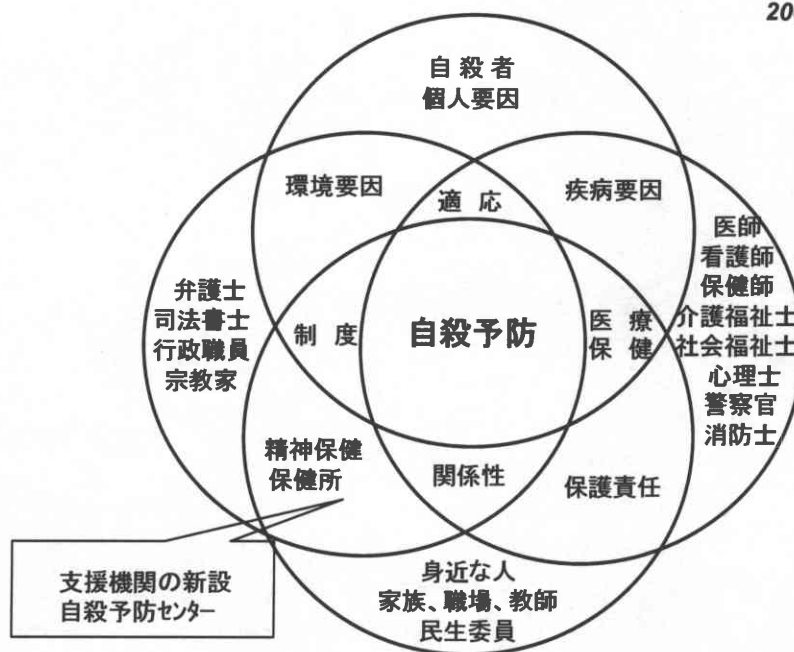 20
自殺者
個人要因
環境要因
適応
疾病要因
弁護士
司法書士
行政職員
宗教家
制度
自殺予防
医療
保健
医師
看護師
保健師
介護福祉士
社会福祉士
心理士
警察官
消防士
精神保健
保健所
関係性
保護責任
支援機関の新設
自殺予防センター
身近な人
家族、職場、教師
民生委員